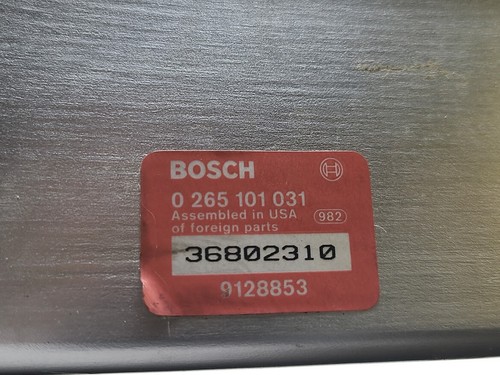 BOSCH
0 265 101 031
Assembled in USA 982
of foreign parts
36802310
9128853